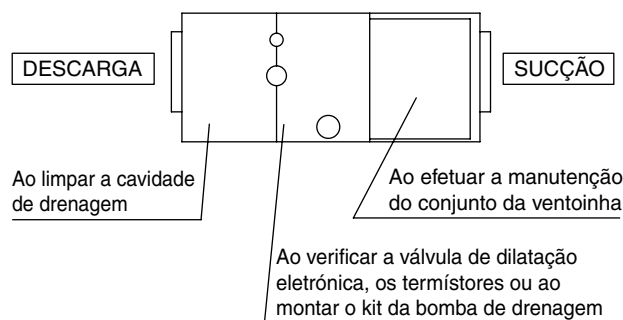 DESCARGA
SUCÇÃO
Ao limpar a cavidade
de drenagem
Ao efetuar a manutenção
do conjunto da ventoinha
Ao verificar a válvula de dilatação
eletrónica, os termístores ou ao
montar o kit da bomba de drenagem